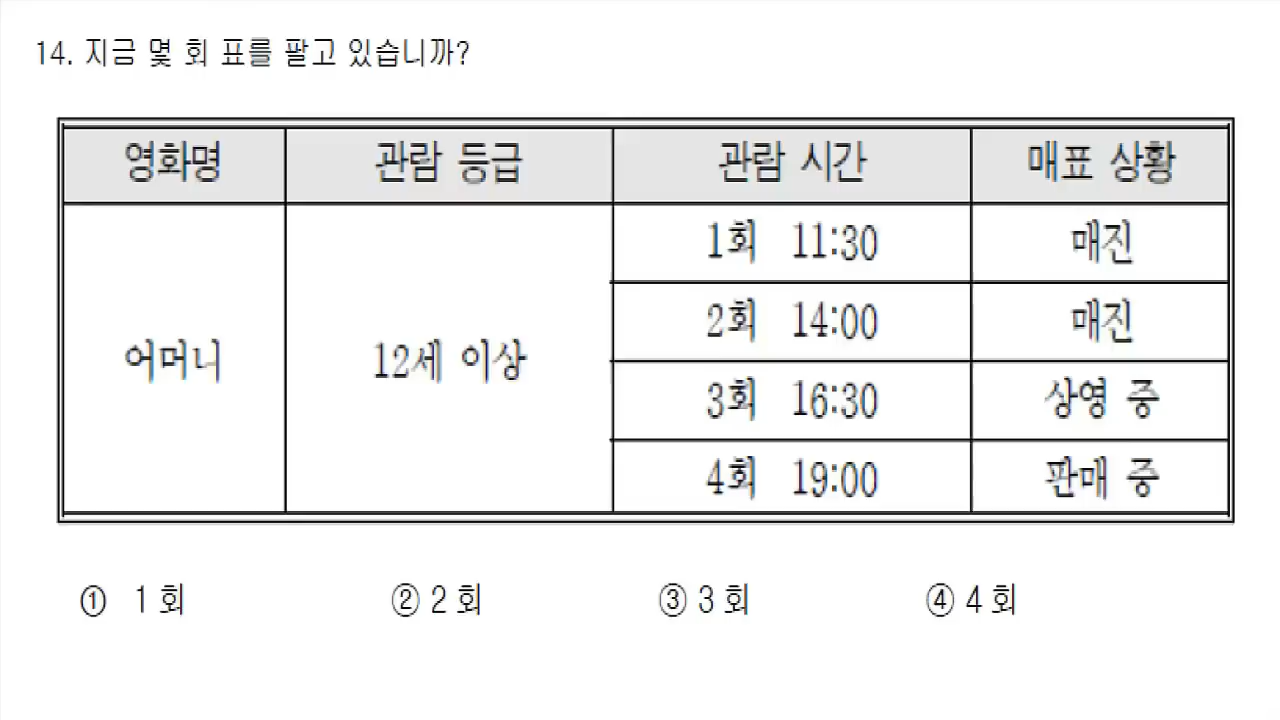 14. 지금 몇 회 표를 팔고 있습니까?
영화명 관람 등급 관람 시간 매표 상황
1회 11:30 매진
2회 14:00 매진
어머니 12세 이상
3회 16:30 상영 중
4회 19:00 판매 중
① 1회 ② 2회 ③ 3회 ④ 4회